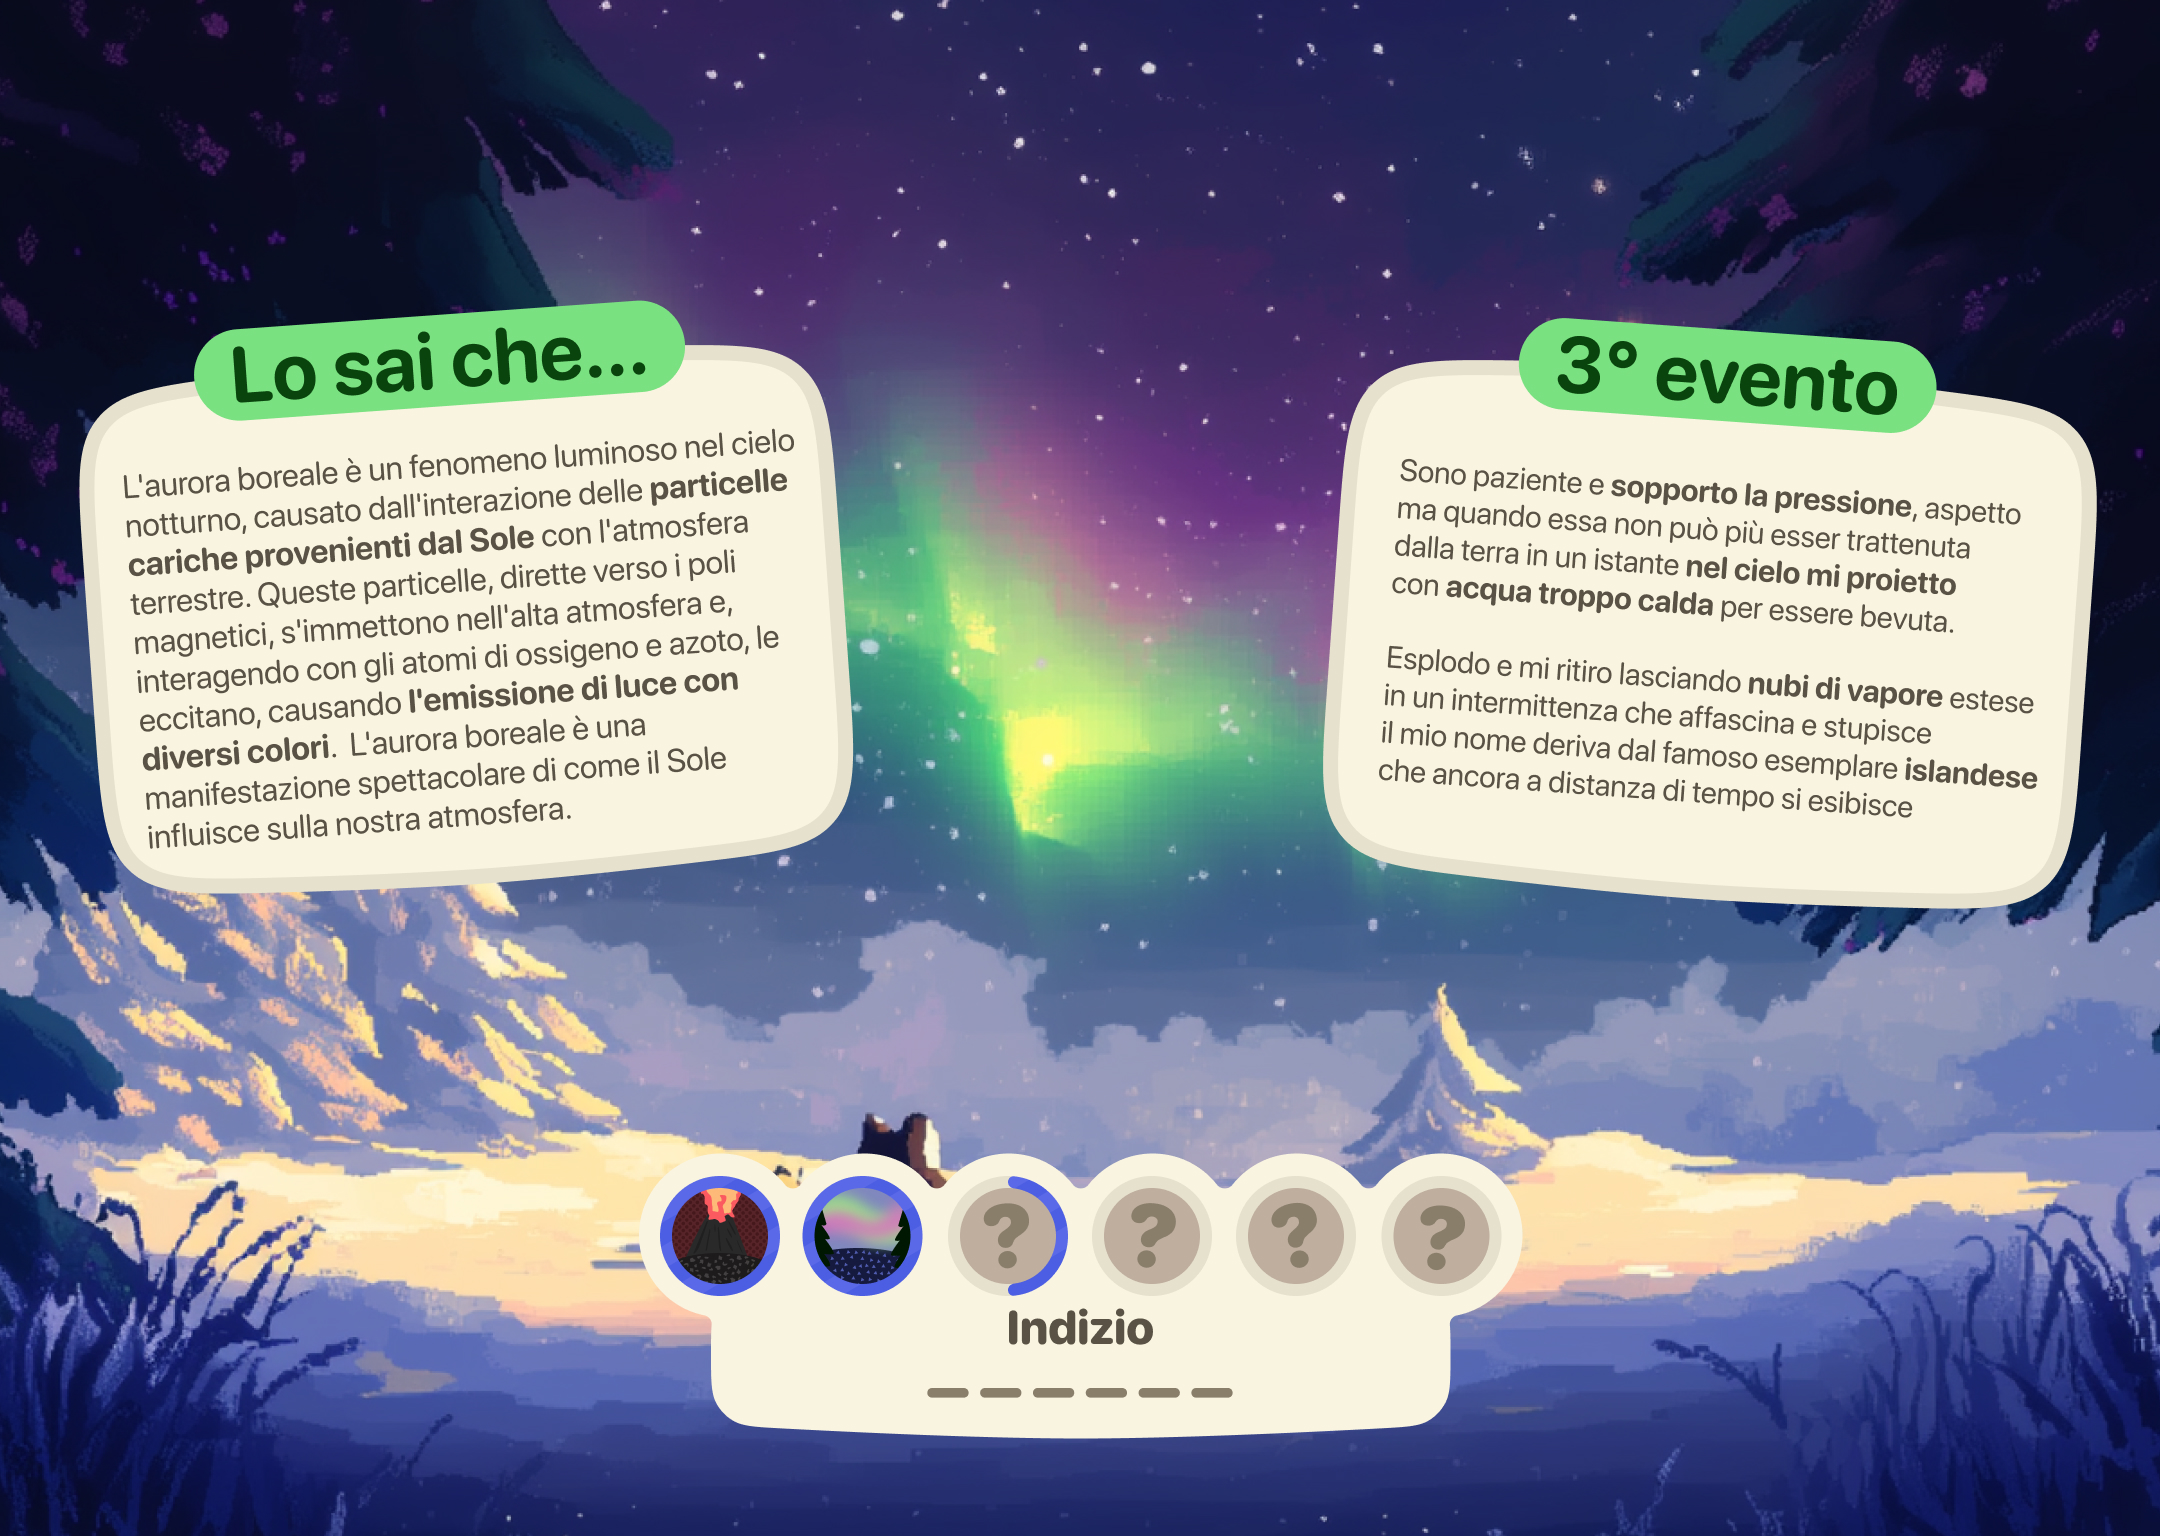 Lo sai che...
L'aurora boreale è un fenomeno luminoso nel cielo
notturno, causato dall'interazione delle particelle
cariche provenienti dal Sole con l'atmosfera
terrestre. Queste particelle, dirette verso i poli
magnetici, s'immettono nell'alta atmosfera e,
interagendo con gli atomi di ossigeno e azoto, le
eccitano, causando l'emissione di luce con
diversi colori. L'aurora boreale è una
manifestazione spettacolare di come il Sole
influisce sulla nostra atmosfera.
3° evento
Sono paziente e sopporto la pressione, aspetto
ma quando essa non può più esser trattenuta
dalla terra in un istante nel cielo mi proietto
con acqua troppo calda per essere bevuta.
Esplodo e mi ritiro lasciando nubi di vapore estese
in un intermittenza che affascina e stupisce
il mio nome deriva dal famoso esemplare islandese
che ancora a distanza di tempo si esibisce
? ? ? ?
Indizio
_ _ _ _ _ _